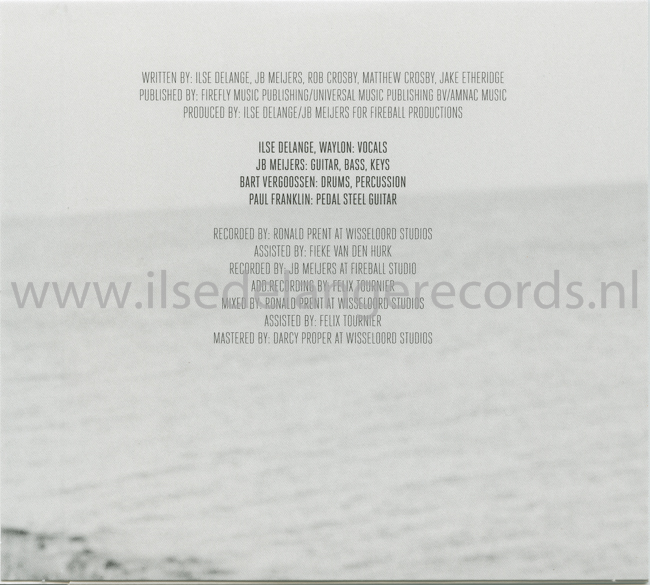 WRITTEN BY: ILSE DELANGE, JB MEIJERS, ROB CROSBY, MATTHEW CROSBY, JAKE ETHERIDGE
PUBLISHED BY: FIREFLY MUSIC PUBLISHING/UNIVERSAL MUSIC PUBLISHING BV/AMNAC MUSIC
PRODUCED BY: ILSE DELANGE/JB MEIJERS FOR FIREBALL PRODUCTIONS
ILSE DELANGE, WAYLON: VOCALS
JB MEIJERS: GUITAR, BASS, KEYS
BART VERGOOSSEN: DRUMS, PERCUSSION
PAUL FRANKLIN: PEDAL STEEL GUITAR
RECORDED BY: RONALD PRENT AT WISSELOORD STUDIOS
ASSISTED BY: FIEKE VAN DEN HURK
RECORDED BY: JB MEIJERS AT FIREBALL STUDIO
ADD.RECORDING BY: FELIX TOURNIER
www.ilsedelangerecords.nl
MIXED BY: RONALD PRENT AT WISSELOORD STUDIOS
ASSISTED BY: FELIX TOURNIER
MASTERED BY: DARCY PROPER AT WISSELOORD STUDIOS